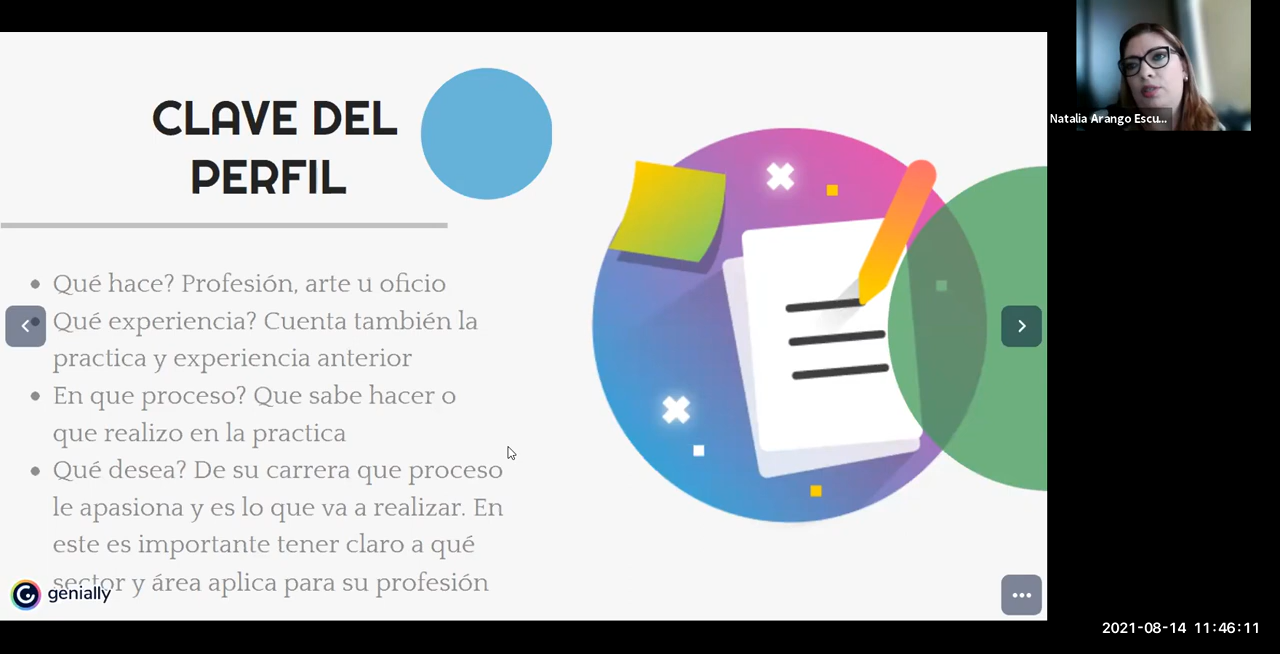 CLAVE DEL
PERFIL
Qué hace? Profesión, arte u oficio
Qué experiencia? Cuenta también la
practica y experiencia anterior
En que proceso? Que sabe hacer o
que realizo en la practica
Qué desea? De su carrera que proceso
le apasiona y es lo que va a realizar. En
este es importante tener claro a qué
sector y área aplica para su profesión
genially
Natalia Arango Escu...
2021-08-14 11:46:11